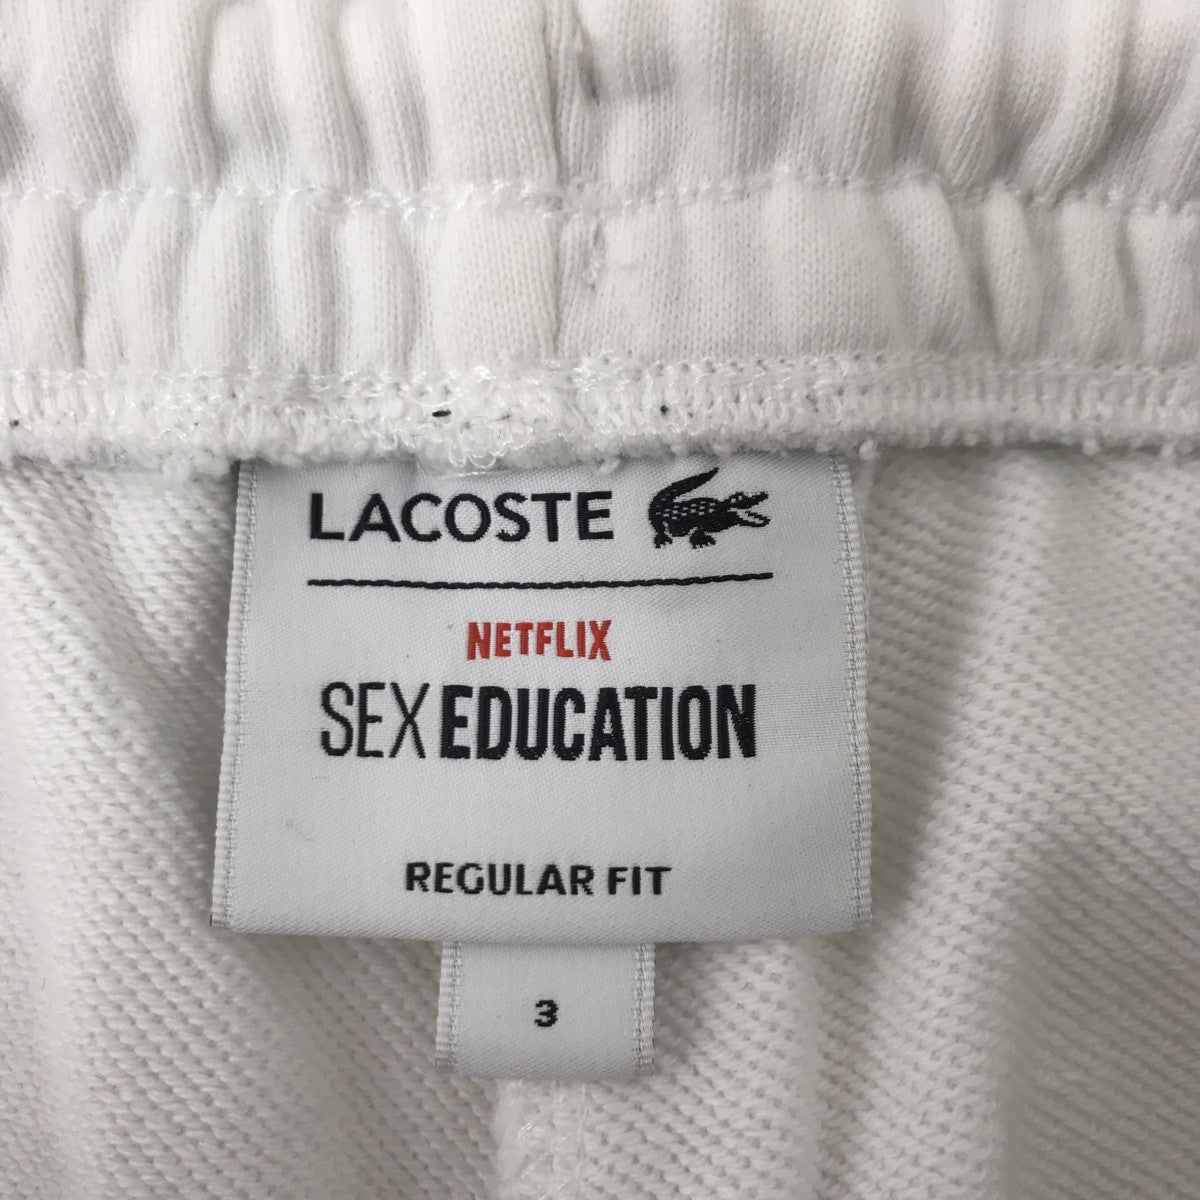 LACOSTE
NETFLIX
SEX EDUCATION
REGULAR FIT
3